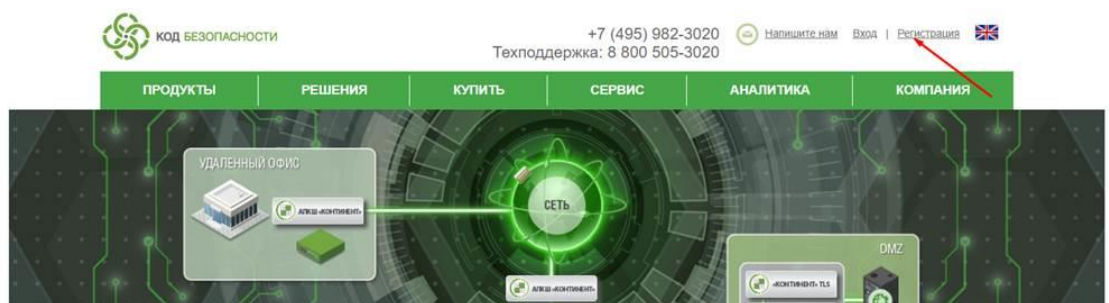 КОД БЕЗОПАСНОСТИ
+7 (495) 982-3020
Техподдержка: 8 800 505-3020
Напишите нам
Вход | Регистрация
ПРОДУКТЫ РЕШЕНИЯ КУПИТЬ СЕРВИС АНАЛИТИКА КОМПАНИЯ
УДАЛЕННЫЙ ОФИС
АПКШ «КОНТИНЕНТ»
СЕТЬ
DMZ
АПКШ «КОНТИНЕНТ»
«КОНТИНЕНТ» TLS